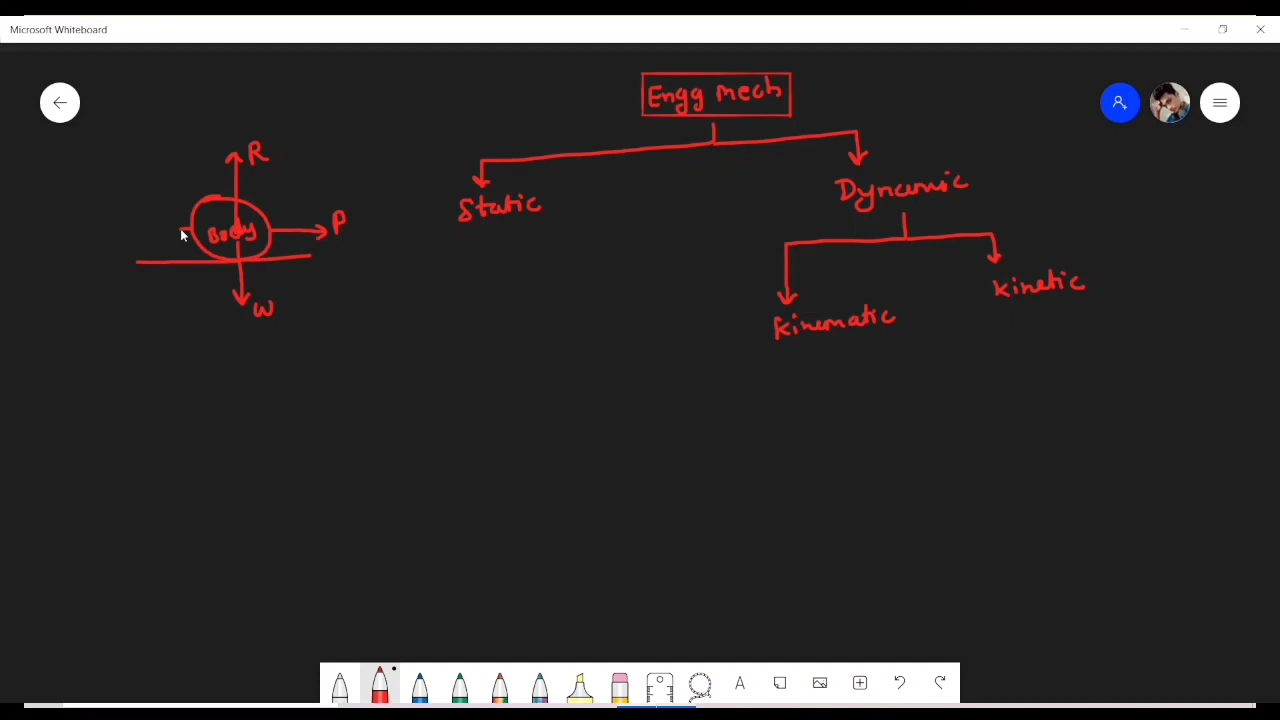 Microsoft Whiteboard
Engg mech
R
Static
Dynamic
Body
P
W
Kinematic
Kinetic
A